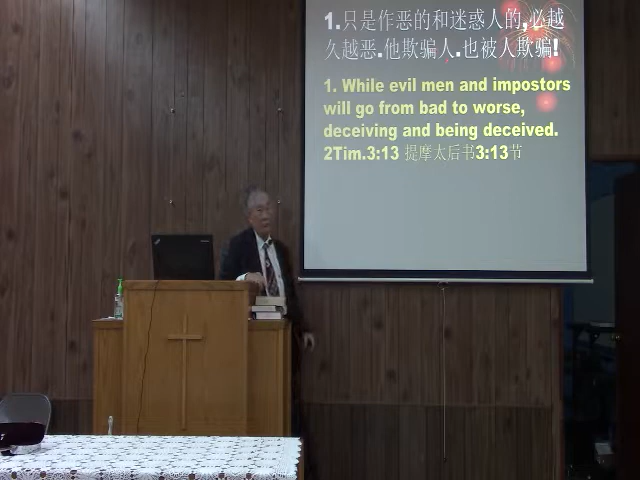 1.只是作恶的和迷惑人的,必越
久越恶.他欺骗人.也被人欺骗!
1. While evil men and impostors
will go from bad to worse,
deceiving and being deceived.
2Tim.3:13 提摩太后书3:13节